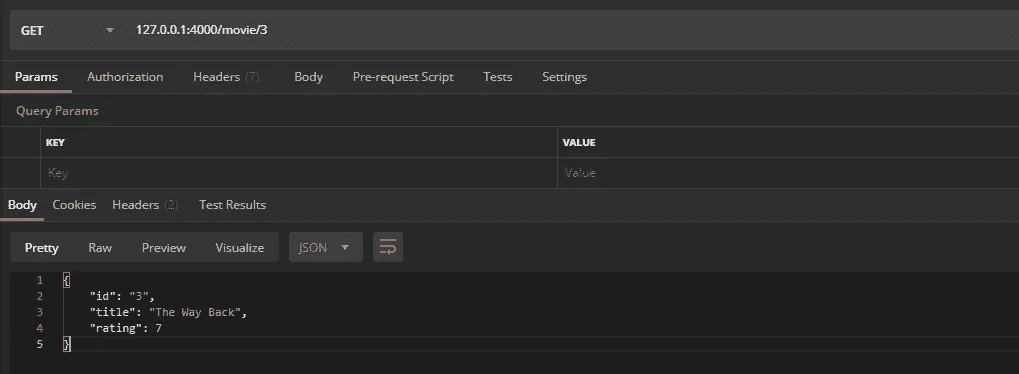 GET 127.0.0.1:4000/movie/3
Params Authorization Headers (7) Body Pre-request Script Tests Settings
Query Params
KEY VALUE
Key Value
Body Cookies Headers (2) Test Results
Pretty Raw Preview Visualize JSON
1 {
2 "id": "3",
3 "title": "The Way Back",
4 "rating": 7
5 }